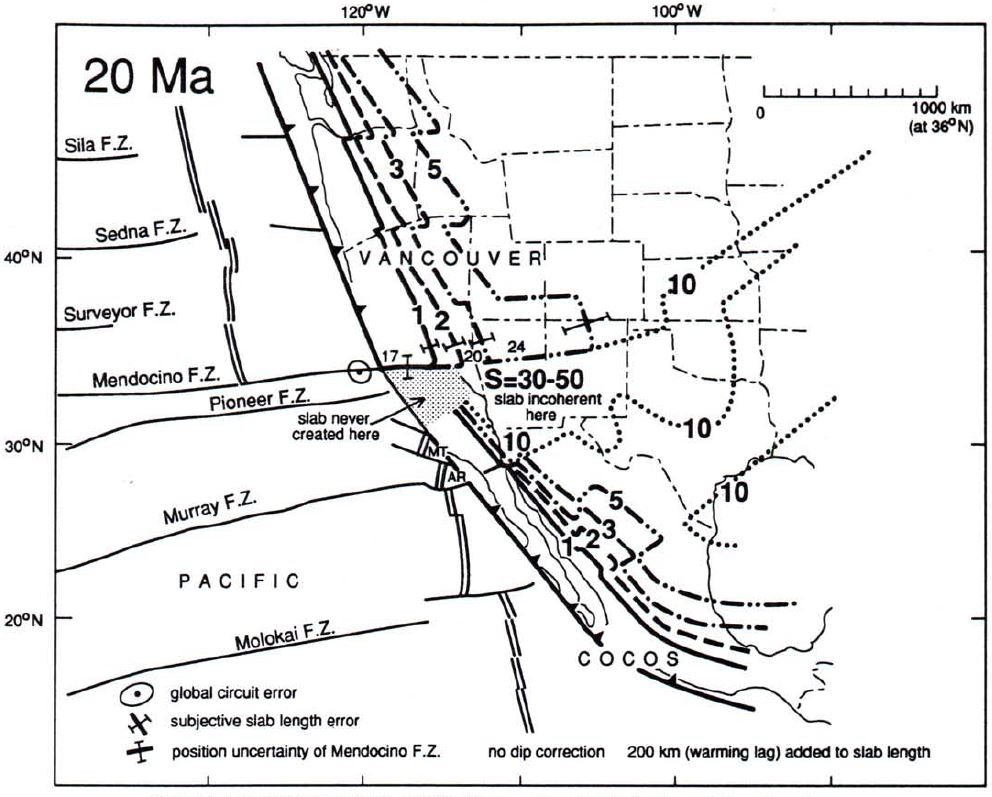 120°W
100°W
20 Ma
0
1000 km
(at 36°N)
Sila F.Z.
3
5
Sedna F.Z.
40°N
VANCOUVER
10
Surveyor F.Z.
1
2
17
20
24
Mendocino F.Z.
S=30-50
slab incoherent
here
Pioneer F.Z.
slab never
created here
10
10
30°N
MT
AR
10
5
Murray F.Z.
3
2
1
PACIFIC
20°N
Molokai F.Z.
COCOS
global circuit error
subjective slab length error
position uncertainty of Mendocino F.Z.
no dip correction
200 km (warming lag) added to slab length